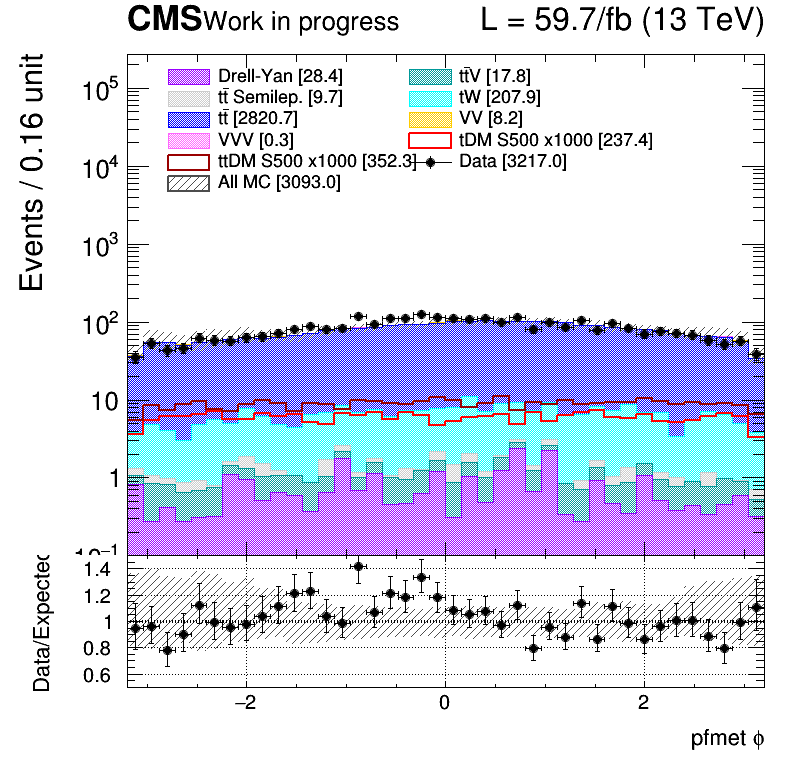 CMS Work in progress L = 59.7/fb (13 TeV)
Events / 0.16 unit
10⁵
10⁴
10³
10²
10
1
10⁻¹
Drell-Yan [28.4] tt̄V [17.8]
tt̄ Semilep. [9.7] tW [207.9]
tt̄ [2820.7] VV [8.2]
VVV [0.3] tDM S500 x1000 [237.4]
ttDM S500 x1000 [352.3] Data [3217.0]
All MC [3093.0]
Data/Expected
1.4
1.2
1
0.8
0.6
−2 0 2
pfmet ϕ